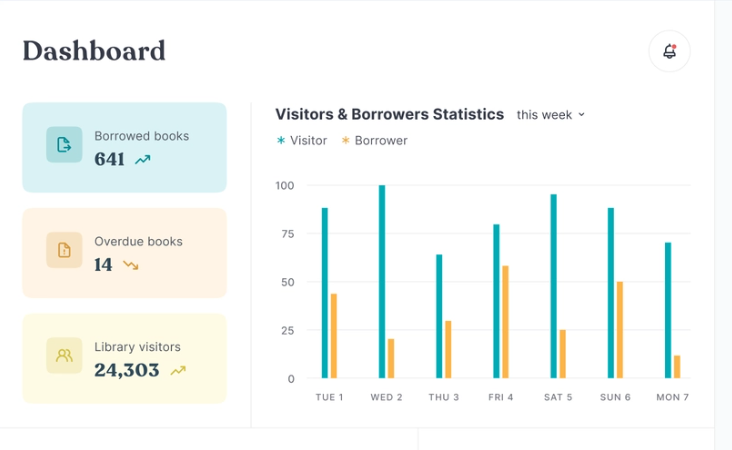 Dashboard
Borrowed books
641
Overdue books
14
Library visitors
24,303
Visitors & Borrowers Statistics this week
Visitor Borrower
100
75
50
25
0
TUE 1 WED 2 THU 3 FRI 4 SAT 5 SUN 6 MON 7